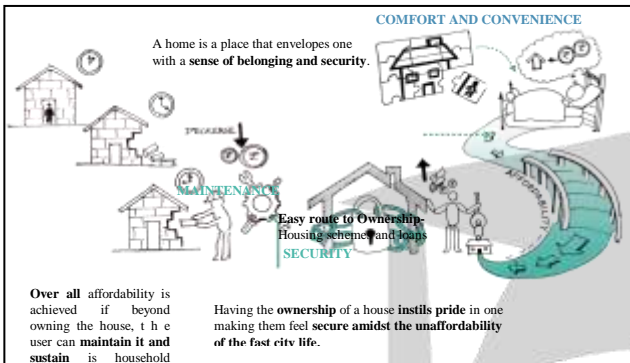 COMFORT AND CONVENIENCE
A home is a place that envelopes one
with a sense of belonging and security.
DECREASE
MAINTENANCE
AFFORDABILITY
Easy route to Ownership-
Housing schemes and loans
SECURITY
Over all affordability is
achieved if beyond
owning the house, t h e
user can maintain it and
sustain is household
Having the ownership of a house instils pride in one
making them feel secure amidst the unaffordability
of the fast city life.